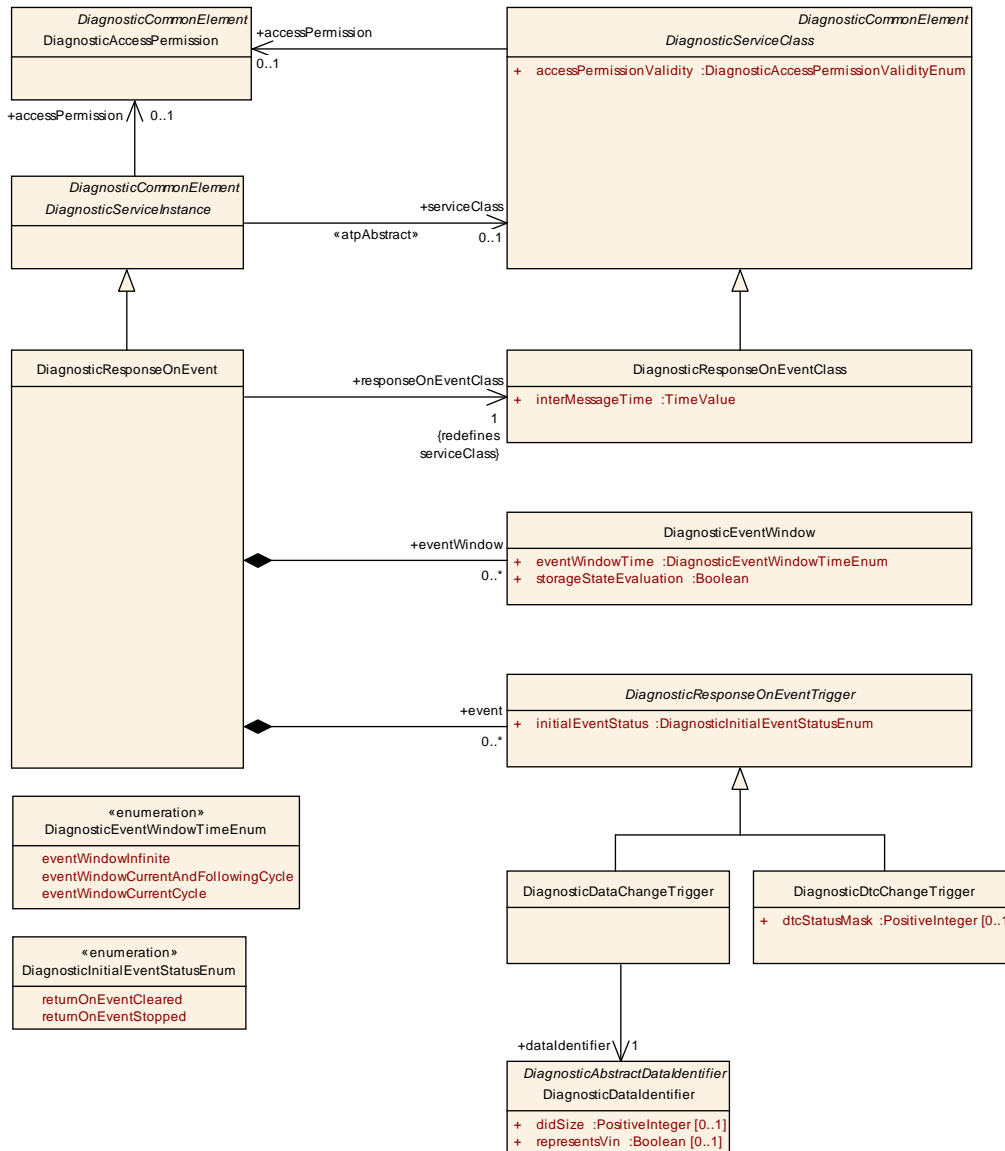 DiagnosticCommonElement
DiagnosticAccessPermission
+accessPermission
0..1
DiagnosticCommonElement
DiagnosticServiceClass
+ accessPermissionValidity :DiagnosticAccessPermissionValidityEnum
+accessPermission
0..1
DiagnosticCommonElement
DiagnosticServiceInstance
+serviceClass
«atpAbstract»
0..1
DiagnosticResponseOnEvent
+responseOnEventClass
1
{redefines
serviceClass}
DiagnosticResponseOnEventClass
+ interMessageTime :TimeValue
+eventWindow
0..*
DiagnosticEventWindow
+ eventWindowTime :DiagnosticEventWindowTimeEnum
+ storageStateEvaluation :Boolean
+event
0..*
DiagnosticResponseOnEventTrigger
+ initialEventStatus :DiagnosticInitialEventStatusEnum
«enumeration»
DiagnosticEventWindowTimeEnum
eventWindowInfinite
eventWindowCurrentAndFollowingCycle
eventWindowCurrentCycle
DiagnosticDataChangeTrigger
DiagnosticDtcChangeTrigger
+ dtcStatusMask :PositiveInteger [0..1
«enumeration»
DiagnosticInitialEventStatusEnum
returnOnEventCleared
returnOnEventStopped
+dataIdentifier
1
DiagnosticAbstractDataIdentifier
DiagnosticDataIdentifier
+ didSize :PositiveInteger [0..1]
+ representsVin :Boolean [0..1]